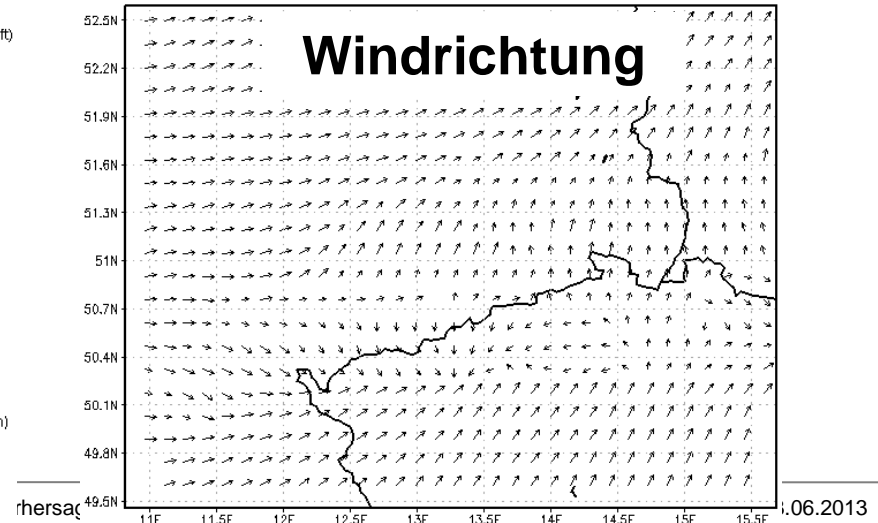 ft)
Windrichtung
52.5N
52.2N
51.9N
51.6N
51.3N
51N
50.7N
50.4N
50.1N
49.8N
49.5N
11E 11.5E 12E 12.5E 13E 13.5E 14E 14.5E 15E 15.5E
.06.2013